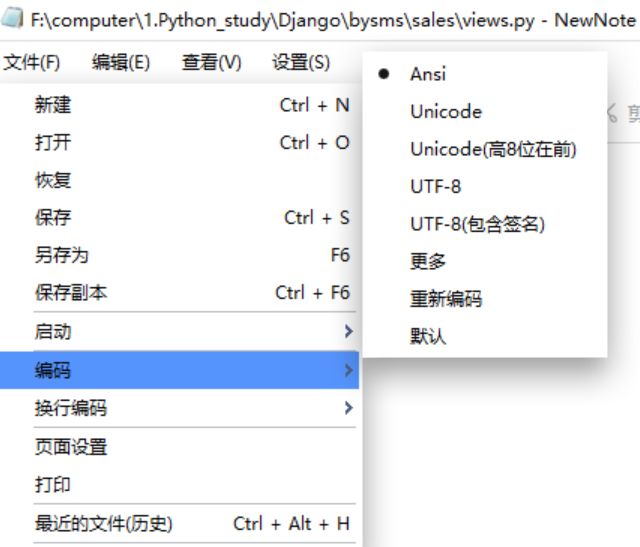 F:\computer\1.Python_study\Django\bysms\sales\views.py - NewNote
文件(F) 编辑(E) 查看(V) 设置(S)
新建 Ctrl + N
打开 Ctrl + O
恢复
保存 Ctrl + S
另存为 F6
保存副本 Ctrl + F6
启动
编码
换行编码
页面设置
打印
最近的文件(历史) Ctrl + Alt + H
Ansi
Unicode
Unicode(高8位在前)
UTF-8
UTF-8(包含签名)
更多
重新编码
默认